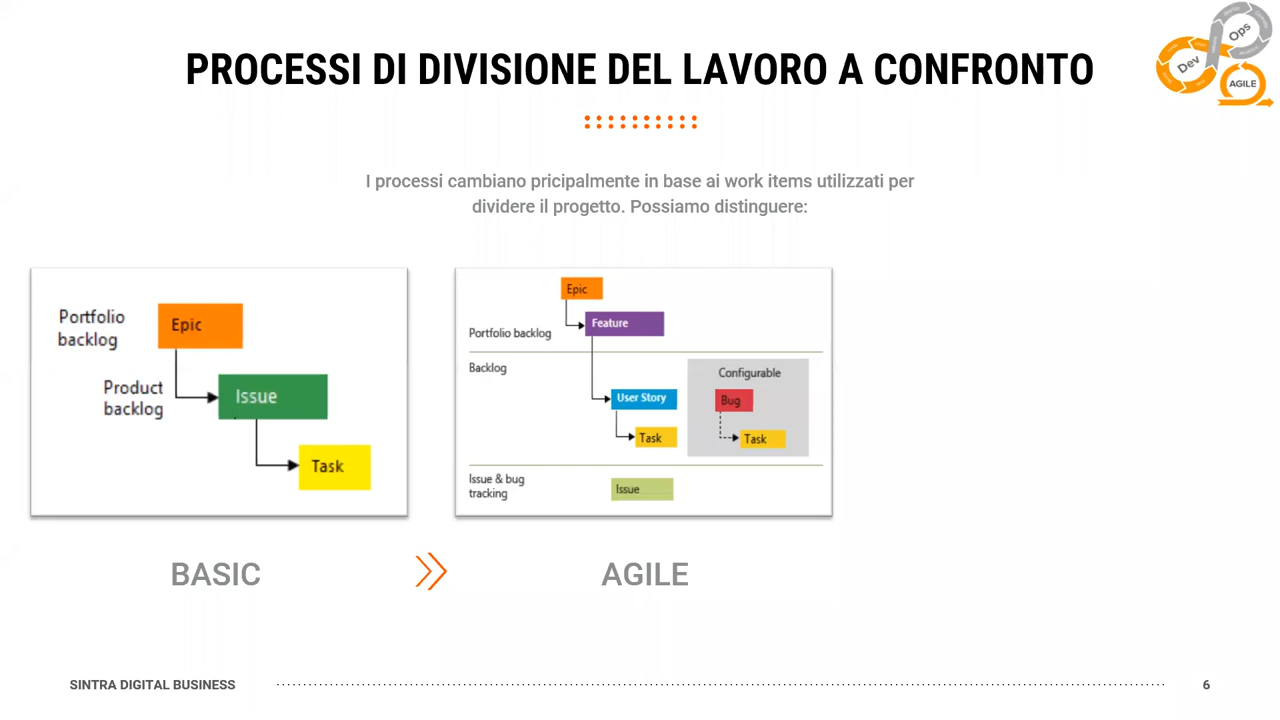 PROCESSI DI DIVISIONE DEL LAVORO A CONFRONTO
Dev
Ops
AGILE
I processi cambiano pricipalmente in base ai work items utilizzati per
dividere il progetto. Possiamo distinguere:
Portfolio
backlog
Epic
Product
backlog
Issue
Task
Epic
Feature
Portfolio backlog
Backlog
User Story
Task
Configurable
Bug
Task
Issue & bug
tracking
Issue
BASIC
AGILE
SINTRA DIGITAL BUSINESS
6